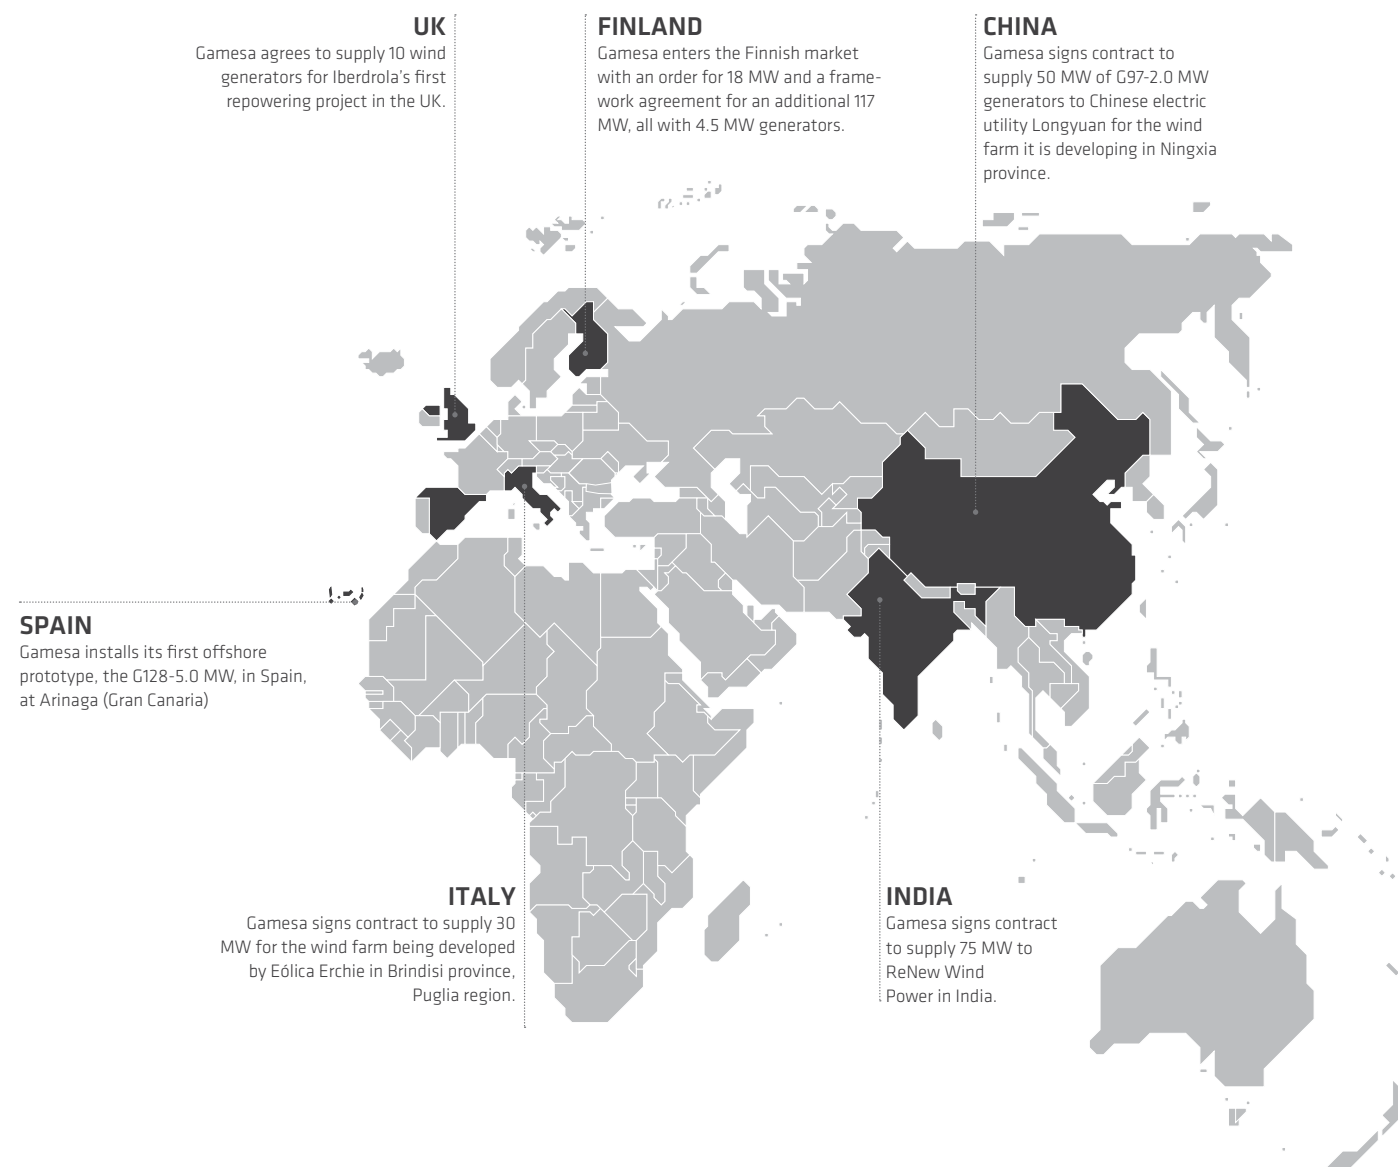 UK
Gamesa agrees to supply 10 wind
generators for Iberdrola's first
repowering project in the UK.
FINLAND
Gamesa enters the Finnish market
with an order for 18 MW and a frame-
work agreement for an additional 117
MW, all with 4.5 MW generators.
CHINA
Gamesa signs contract to
supply 50 MW of G97-2.0 MW
generators to Chinese electric
utility Longyuan for the wind
farm it is developing in Ningxia
province.
SPAIN
Gamesa installs its first offshore
prototype, the G128-5.0 MW, in Spain,
at Arinaga (Gran Canaria)
ITALY
Gamesa signs contract to supply 30
MW for the wind farm being developed
by Eólica Erchie in Brindisi province,
Puglia region.
INDIA
Gamesa signs contract
to supply 75 MW to
ReNew Wind
Power in India.